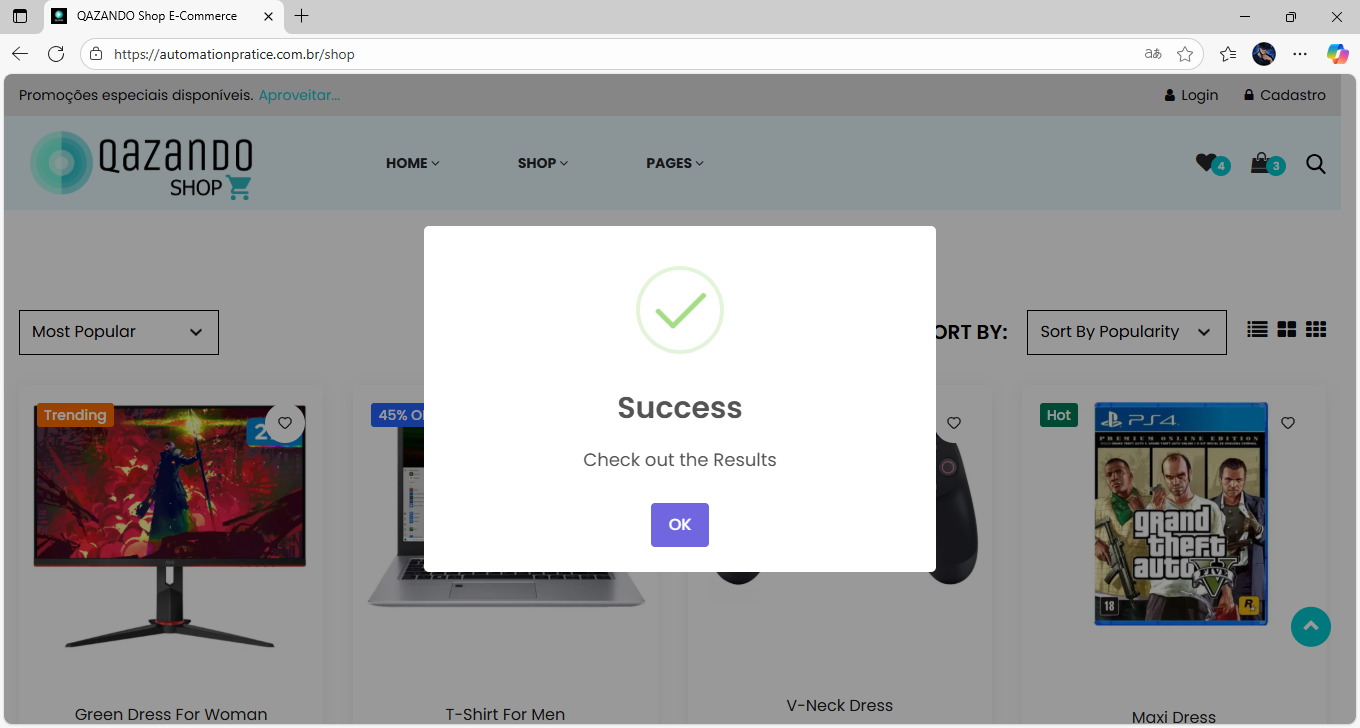 QAZANDO Shop E-Commerce
https://automationpratice.com.br/shop
Promoções especiais disponíveis. Aproveitar...
Login
Cadastro
QAZANDO
SHOP
HOME
SHOP
PAGES
4
3
Success
Check out the Results
OK
Most Popular
ORT BY:
Sort By Popularity
Trending
45% O
Hot
PS4
PREMIUM ONLINE EDITION
grand
theft
auto
FIVE
18
R
Green Dress For Woman
T-Shirt For Men
V-Neck Dress
Maxi Dress